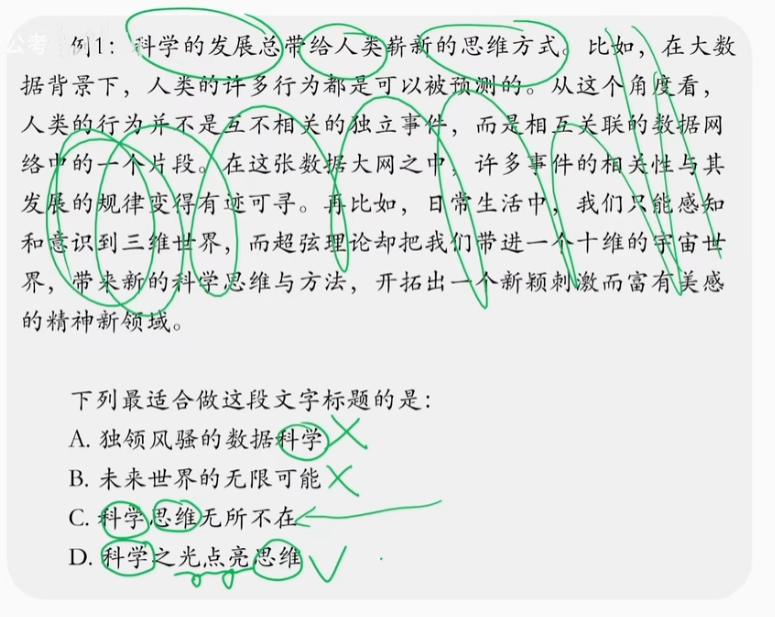 公考
例1：科学的发展总带给人类崭新的思维方式。比如，在大数
据背景下，人类的许多行为都是可以被预测的。从这个角度看，
人类的行为并不是互不相关的独立事件，而是相互关联的数据网
络中的一个片段。在这张数据大网之中，许多事件的相关性与其
发展的规律变得有迹可寻。再比如，日常生活中，我们只能感知
和意识到三维世界，而超弦理论却把我们带进一个十维的宇宙世
界，带来新的科学思维与方法，开拓出一个新颖刺激而富有美感
的精神新领域。
下列最适合做这段文字标题的是：
A. 独领风骚的数据科学
B. 未来世界的无限可能
C. 科学思维无所不在
D. 科学之光点亮思维